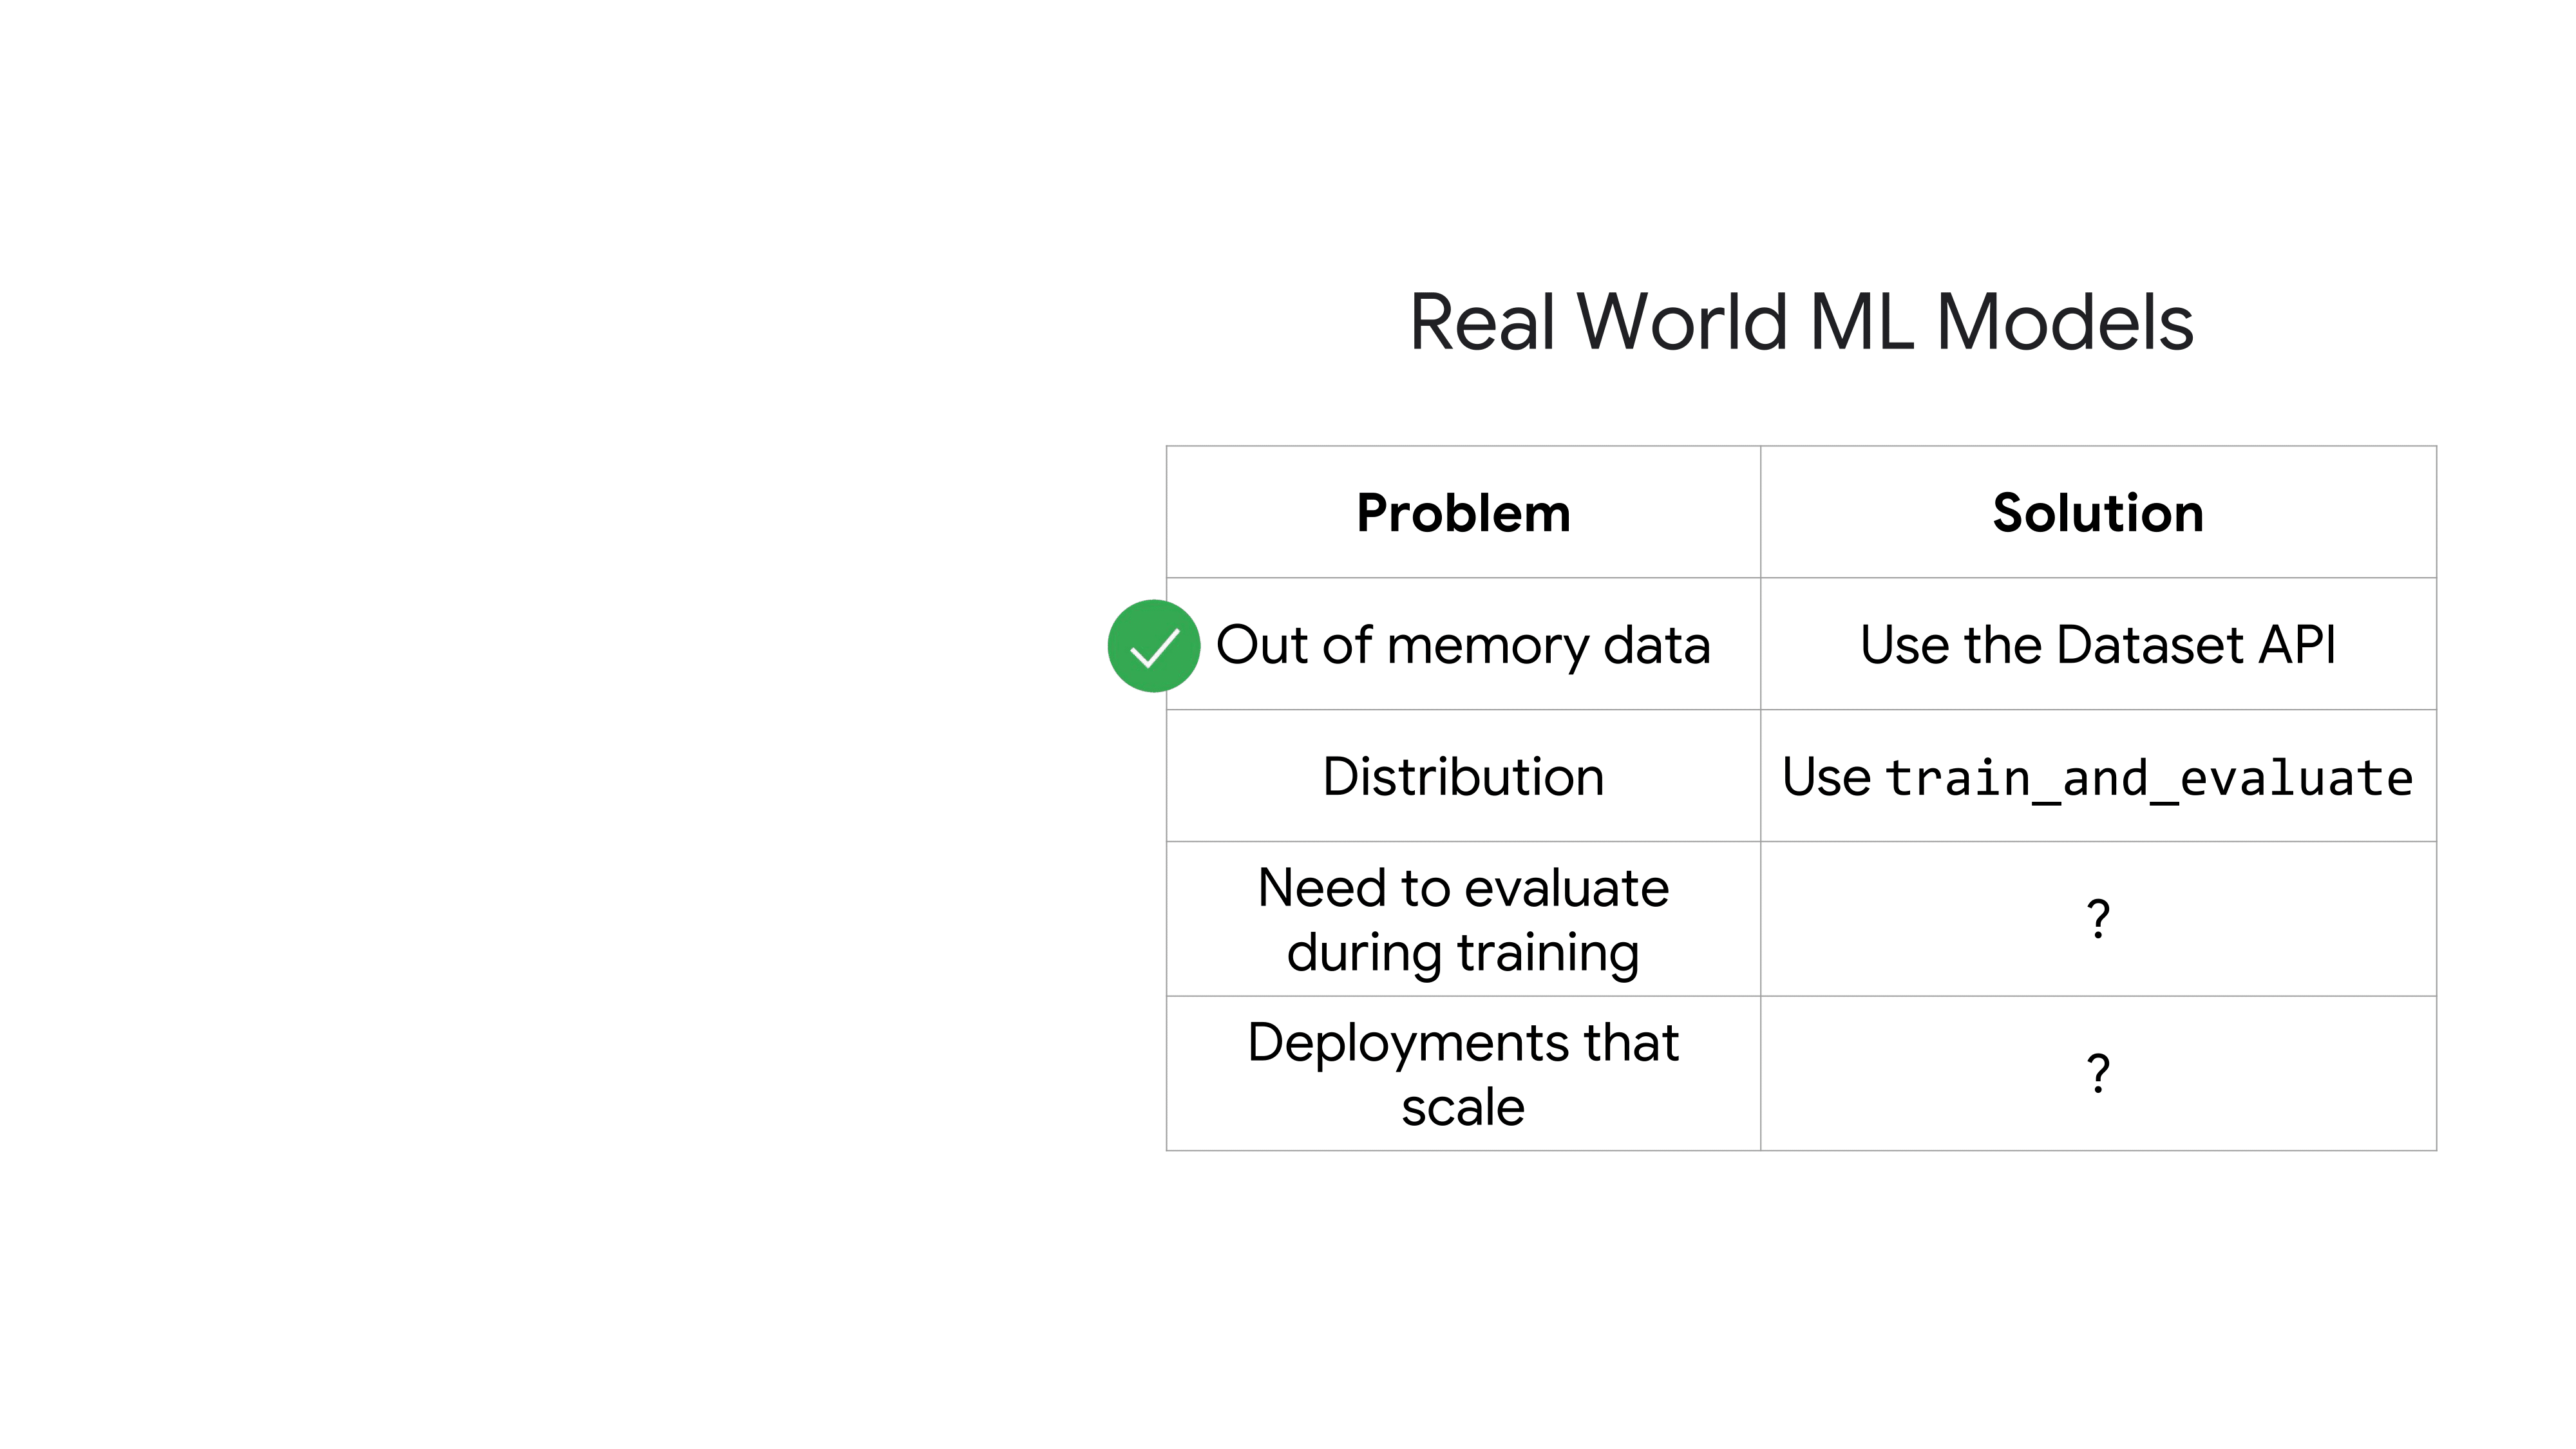 Real World ML Models
Problem
Solution
Out of memory data
Use the Dataset API
Distribution
Use train_and_evaluate
Need to evaluate
during training
?
Deployments that
scale
?